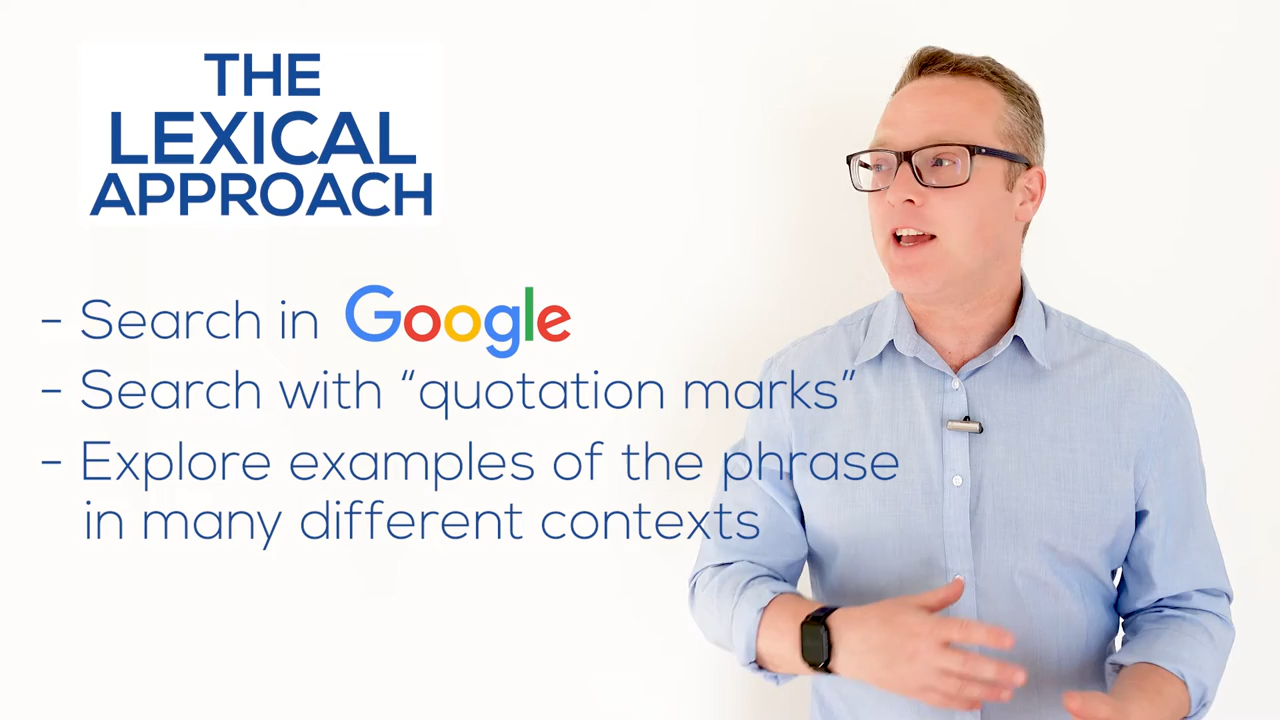 THE
LEXICAL
APPROACH
- Search in Google
- Search with “quotation marks”
- Explore examples of the phrase
in many different contexts